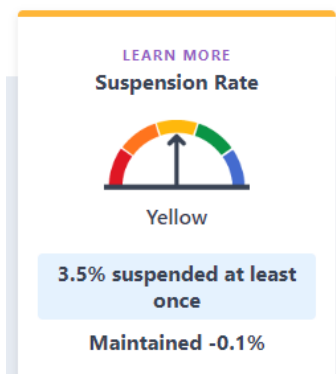 LEARN MORE
Suspension Rate
Yellow
3.5% suspended at least
once
Maintained -0.1%